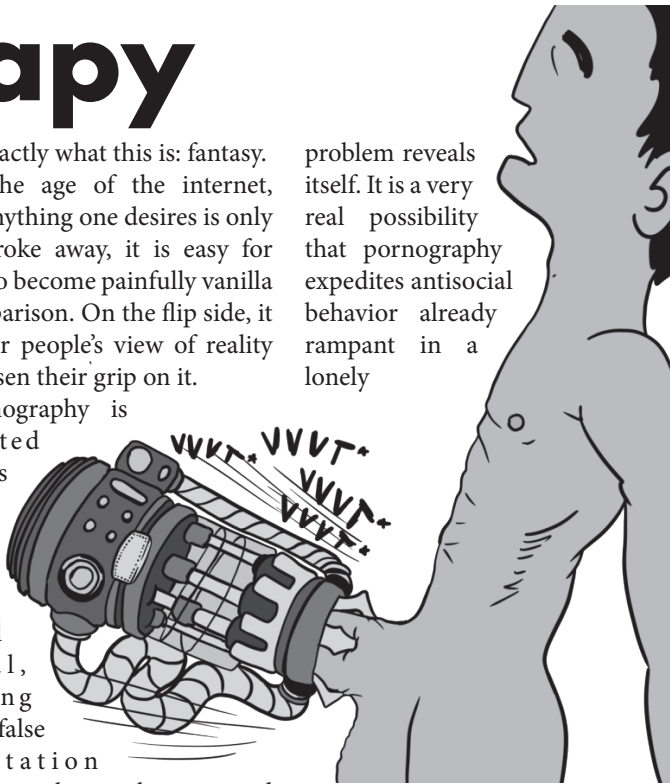 apy
actly what this is: fantasy.
he age of the internet,
nything one desires is only
roke away, it is easy for
o become painfully vanilla
parison. On the flip side, it
r people’s view of reality
sen their grip on it.
nography is
ted
s
l
l,
ng
false
tation
problem reveals
itself. It is a very
real possibility
that pornography
expedites antisocial
behavior already
rampant in a
lonely
VVVT*
VVVT*
VVVT*
VVVT*